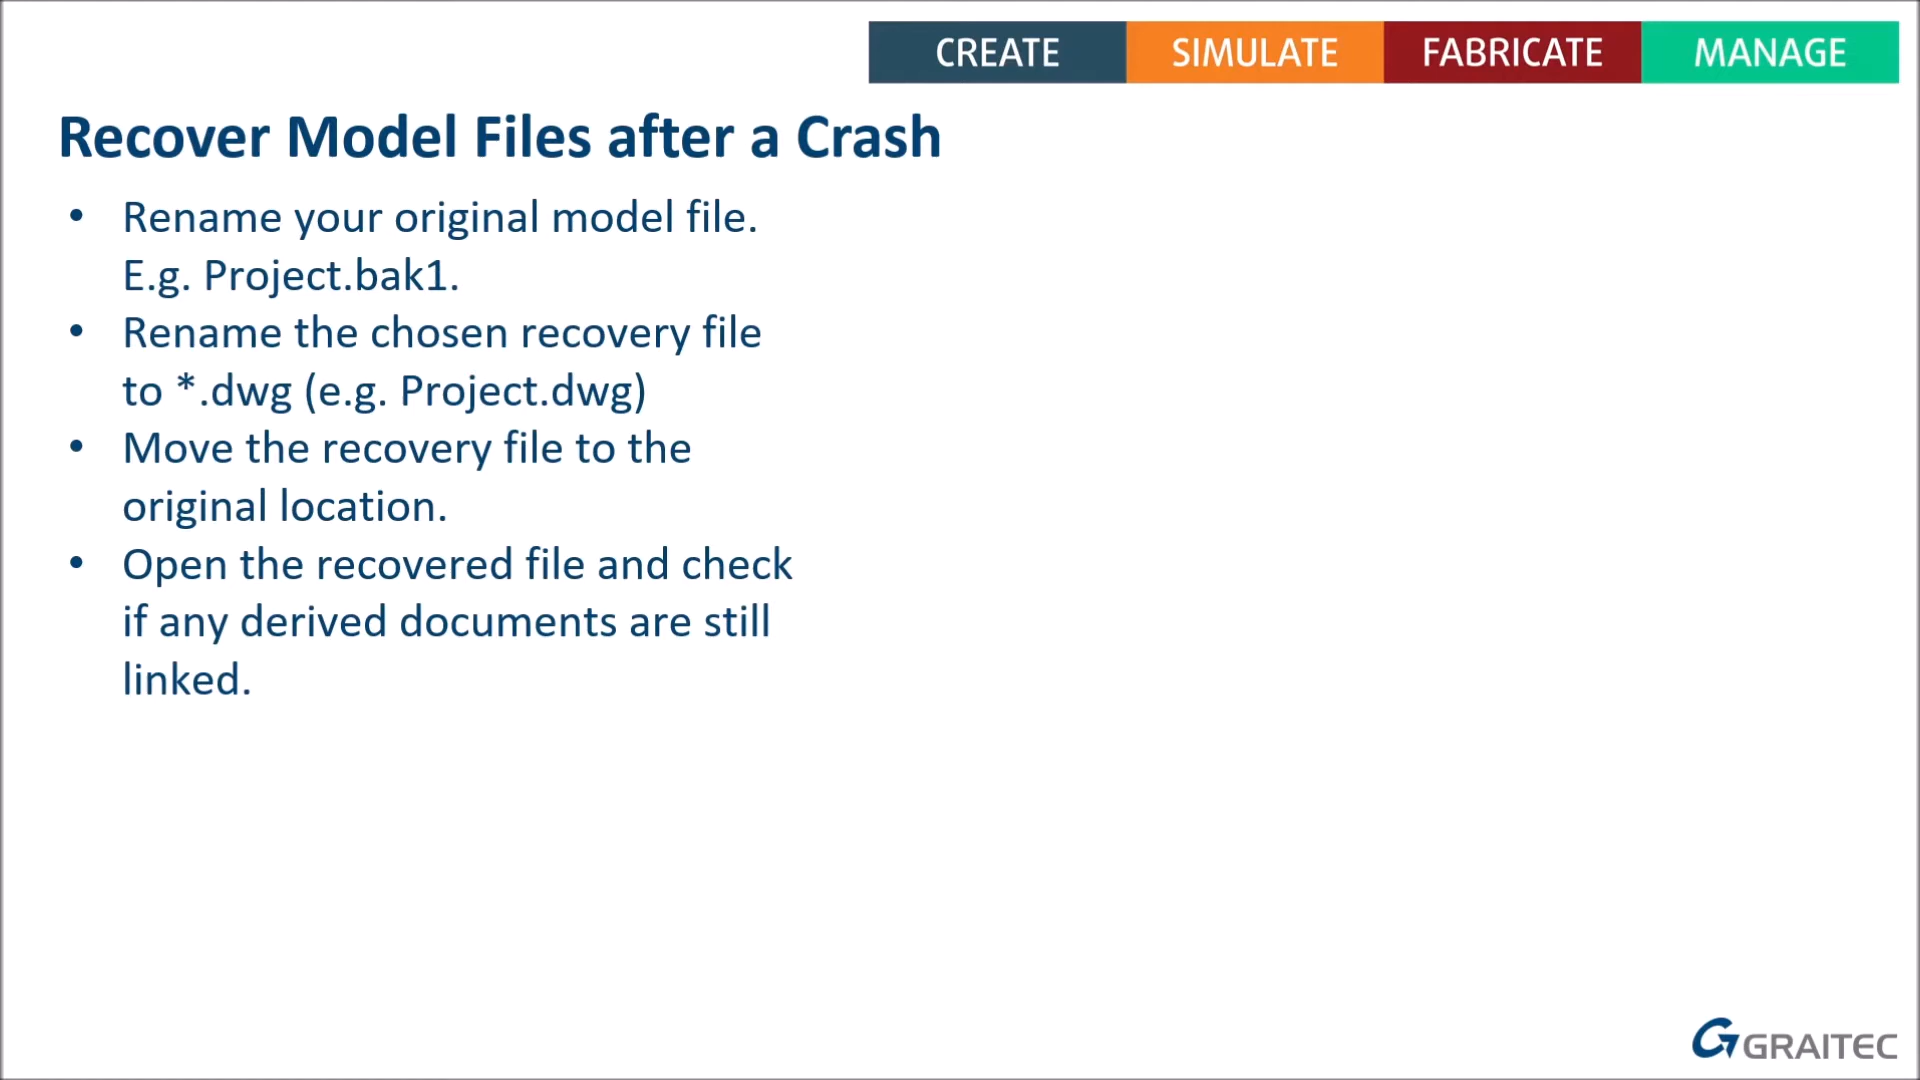 CREATE SIMULATE FABRICATE MANAGE
Recover Model Files after a Crash
• Rename your original model file.
E.g. Project.bak1.
• Rename the chosen recovery file
to *.dwg (e.g. Project.dwg)
• Move the recovery file to the
original location.
• Open the recovered file and check
if any derived documents are still
linked.
GRAITEC